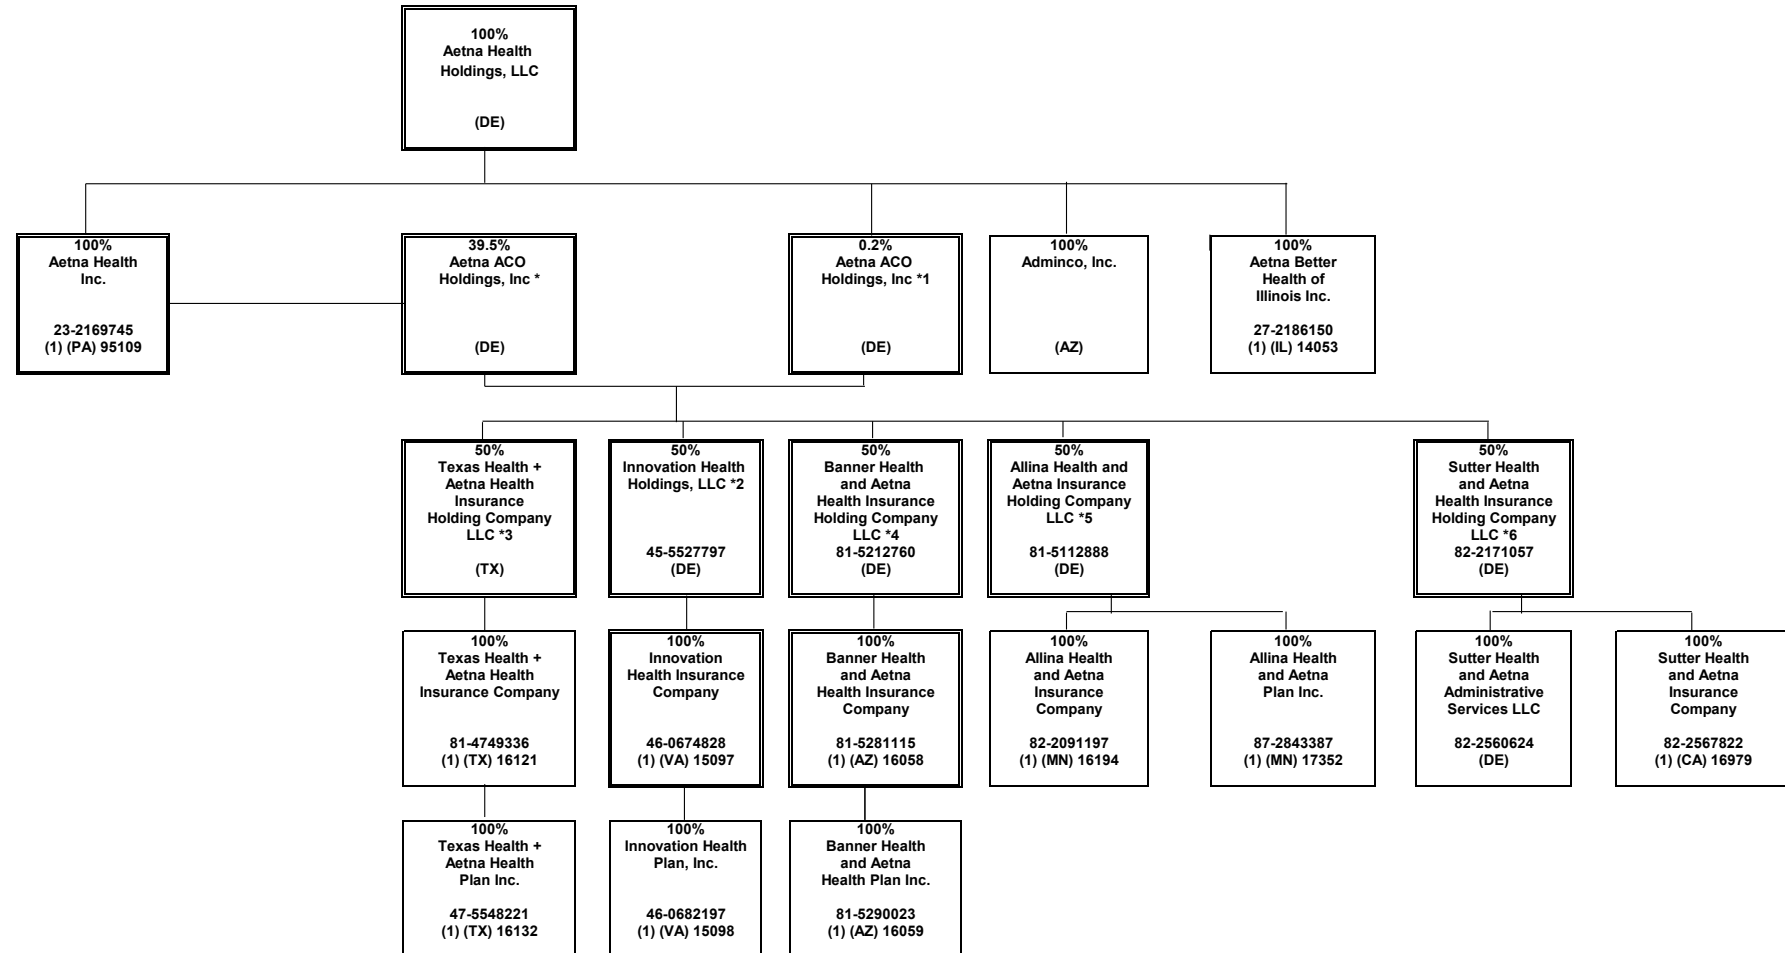 100%
Aetna Health
Holdings, LLC
(DE)
100%
Aetna Health
Inc.
23-2169745
(1) (PA) 95109
39.5%
Aetna ACO
Holdings, Inc *
(DE)
0.2%
Aetna ACO
Holdings, Inc *1
(DE)
100%
Adminco, Inc.
(AZ)
100%
Aetna Better
Health of
Illinois Inc.
27-2186150
(1) (IL) 14053
50%
Texas Health +
Aetna Health
Insurance
Holding Company
LLC *3
(TX)
50%
Innovation Health
Holdings, LLC *2
45-5527797
(DE)
50%
Banner Health
and Aetna
Health Insurance
Holding Company
LLC *4
81-5212760
(DE)
50%
Allina Health and
Aetna Insurance
Holding Company
LLC *5
81-5112888
(DE)
50%
Sutter Health
and Aetna
Health Insurance
Holding Company
LLC *6
82-2171057
(DE)
100%
Texas Health +
Aetna Health
Insurance Company
81-4749336
(1) (TX) 16121
100%
Innovation
Health Insurance
Company
46-0674828
(1) (VA) 15097
100%
Banner Health
and Aetna
Health Insurance
Company
81-5281115
(1) (AZ) 16058
100%
Allina Health
and Aetna
Insurance
Company
82-2091197
(1) (MN) 16194
100%
Allina Health
and Aetna
Plan Inc.
87-2843387
(1) (MN) 17352
100%
Sutter Health
and Aetna
Administrative
Services LLC
82-2560624
(DE)
100%
Sutter Health
and Aetna
Insurance
Company
82-2567822
(1) (CA) 16979
100%
Texas Health +
Aetna Health
Plan Inc.
47-5548221
(1) (TX) 16132
100%
Innovation Health
Plan, Inc.
46-0682197
(1) (VA) 15098
100%
Banner Health
and Aetna
Health Plan Inc.
81-5290023
(1) (AZ) 16059